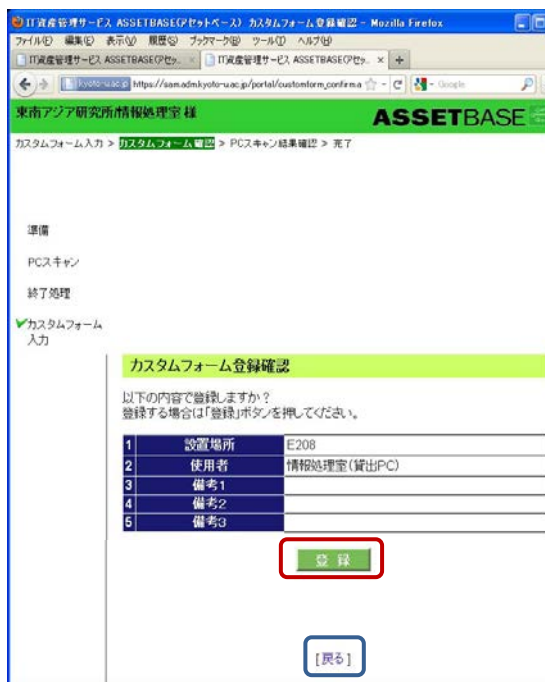 IT資産管理サービス ASSETBASE(アセットベース) カスタムフォーム登録確認 - Mozilla Firefox
ファイル(F) 編集(E) 表示(V) 履歴(S) ブックマーク(B) ツール(T) ヘルプ(H)
IT資産管理サービス ASSETBASE(アセッ... × IT資産管理サービス ASSETBASE(アセッ... × +
kyoto-u.ac.jp https://sam.adm.kyoto-u.ac.jp/portal/customform_confirm.a Google
東南アジア研究所/情報処理室 様 ASSETBASE
カスタムフォーム入力 > カスタムフォーム確認 > PCスキャン結果確認 > 完了
準備
PCスキャン
終了処理
カスタムフォーム
入力
カスタムフォーム登録確認
以下の内容で登録しますか?
登録する場合は「登録」ボタンを押してください。
1 設置場所 E208
2 使用者 情報処理室(貸出PC)
3 備考1
4 備考2
5 備考3
登 録
[戻る]